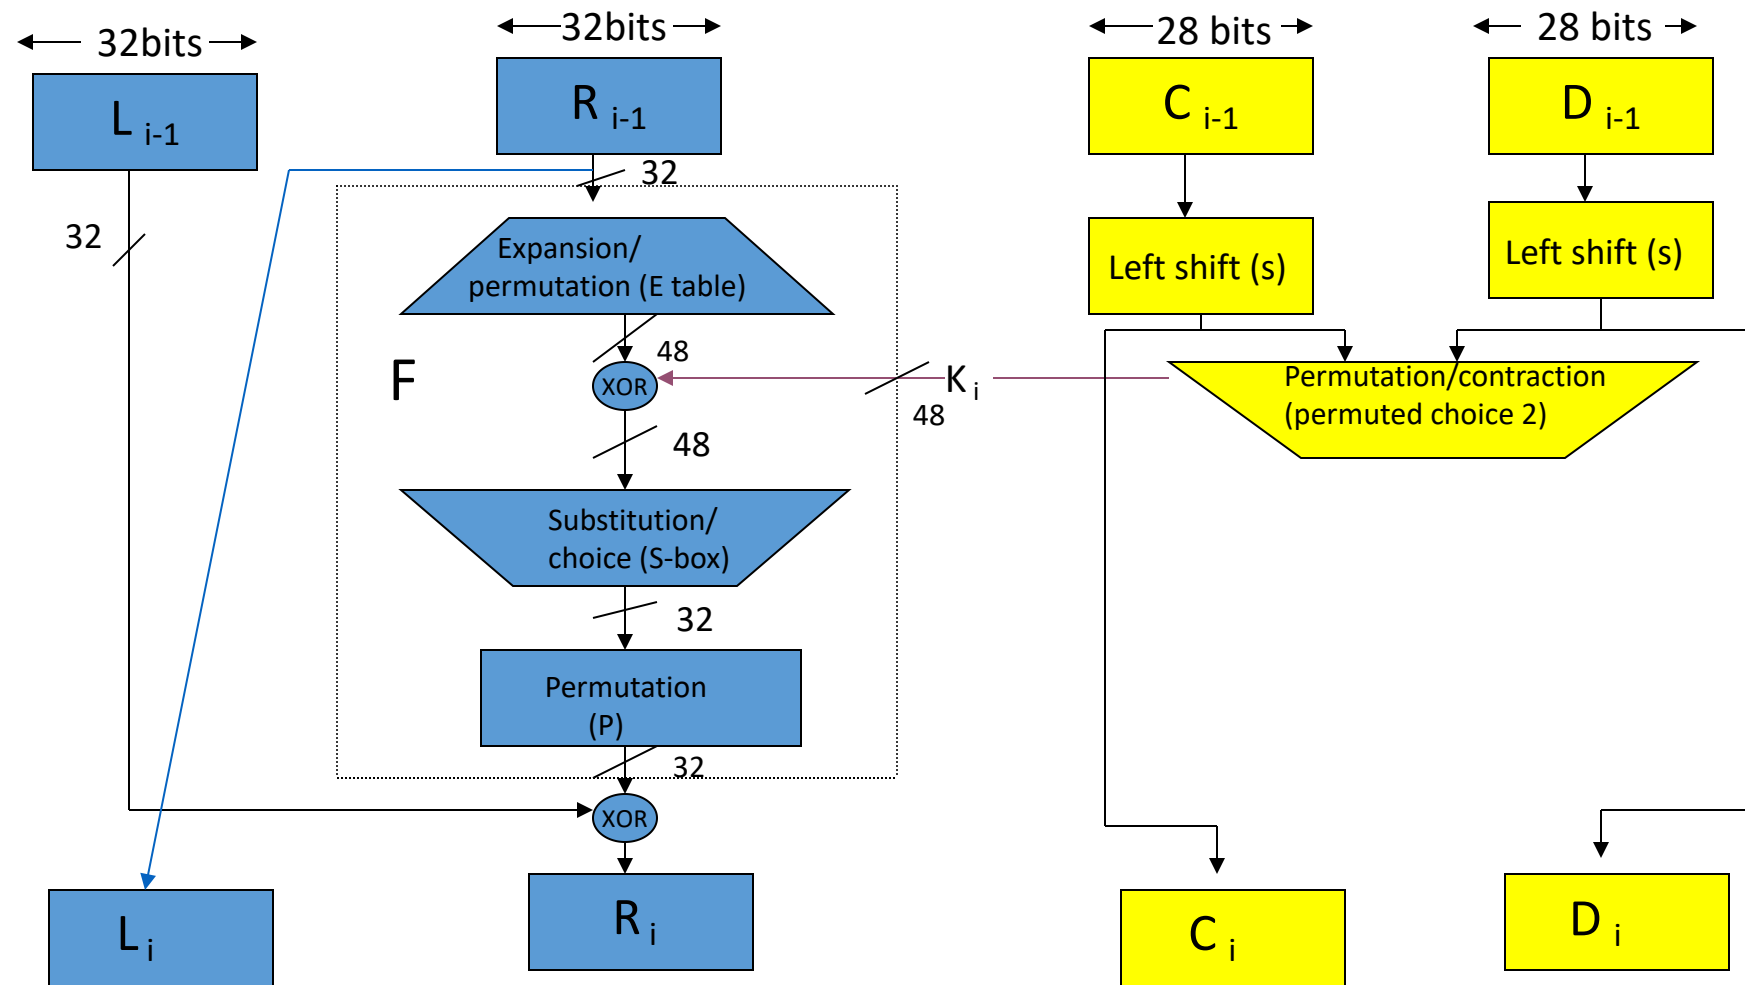 32bits
32bits
28 bits
28 bits
L i-1
R i-1
C i-1
D i-1
32
32
Expansion/
permutation (E table)
Left shift (s)
Left shift (s)
48
F
XOR
K i
48
Permutation/contraction
(permuted choice 2)
48
Substitution/
choice (S-box)
32
Permutation
(P)
32
XOR
L i
R i
C i
D i